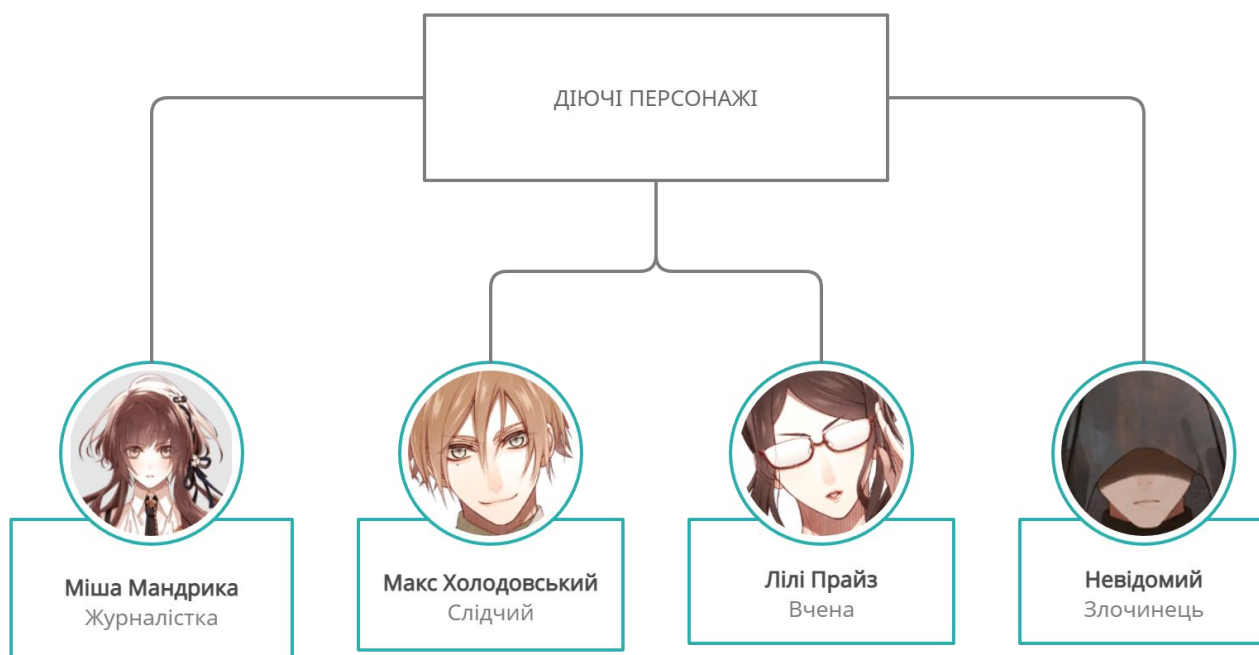 ДІЮЧІ ПЕРСОНАЖІ
Міша Мандрика
Журналістка
Макс Холодовський
Слідчий
Лілі Прайз
Вчена
Невідомий
Злочинець